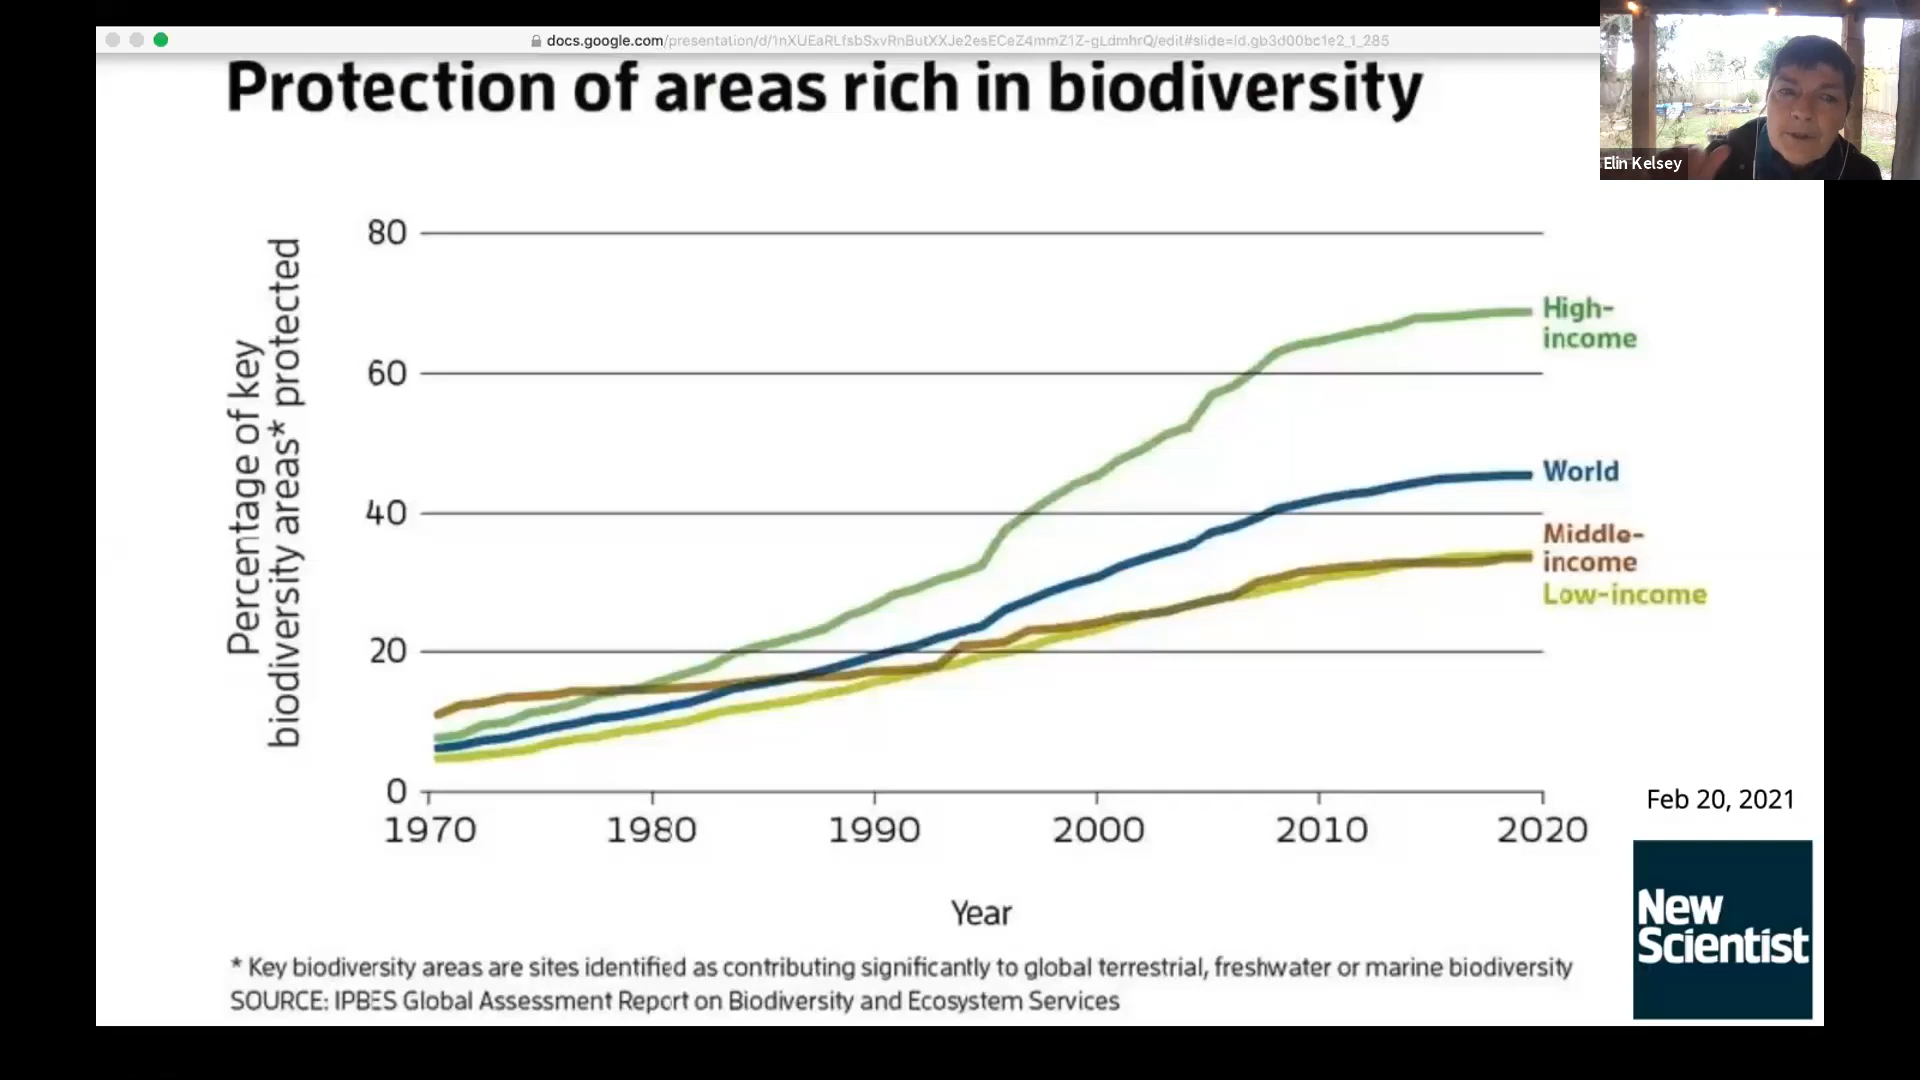 docs.google.com/presentation/d/1nXUEaRLfsbSxvRnButXXJe2esECeZ4mmZ1Z-gLdmhrQ/edit#slide=id.gb3d00bc1e2_1_285
Elin Kelsey
Protection of areas rich in biodiversity
Percentage of key
biodiversity areas* protected
80
60
40
20
0
1970 1980 1990 2000 2010 2020
Year
High-
income
World
Middle-
income
Low-income
Feb 20, 2021
New
Scientist
* Key biodiversity areas are sites identified as contributing significantly to global terrestrial, freshwater or marine biodiversity
SOURCE: IPBES Global Assessment Report on Biodiversity and Ecosystem Services